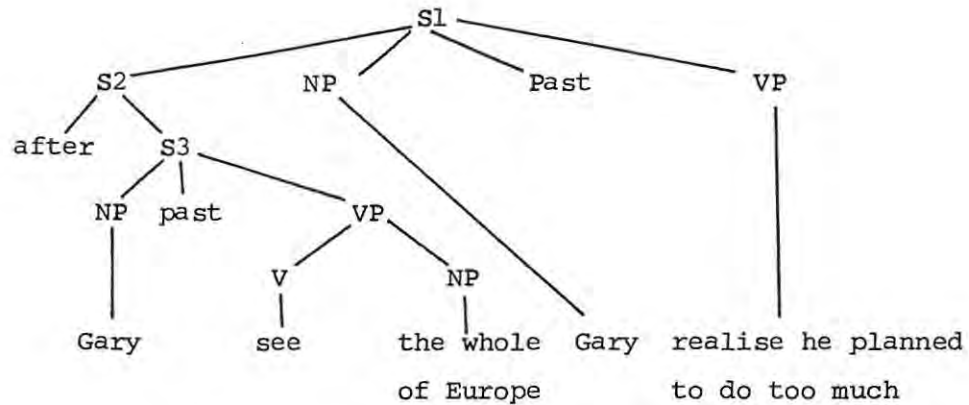 S1
S2 NP Past VP
after S3
NP past VP
V NP
Gary see the whole Gary realise he planned
of Europe to do too much